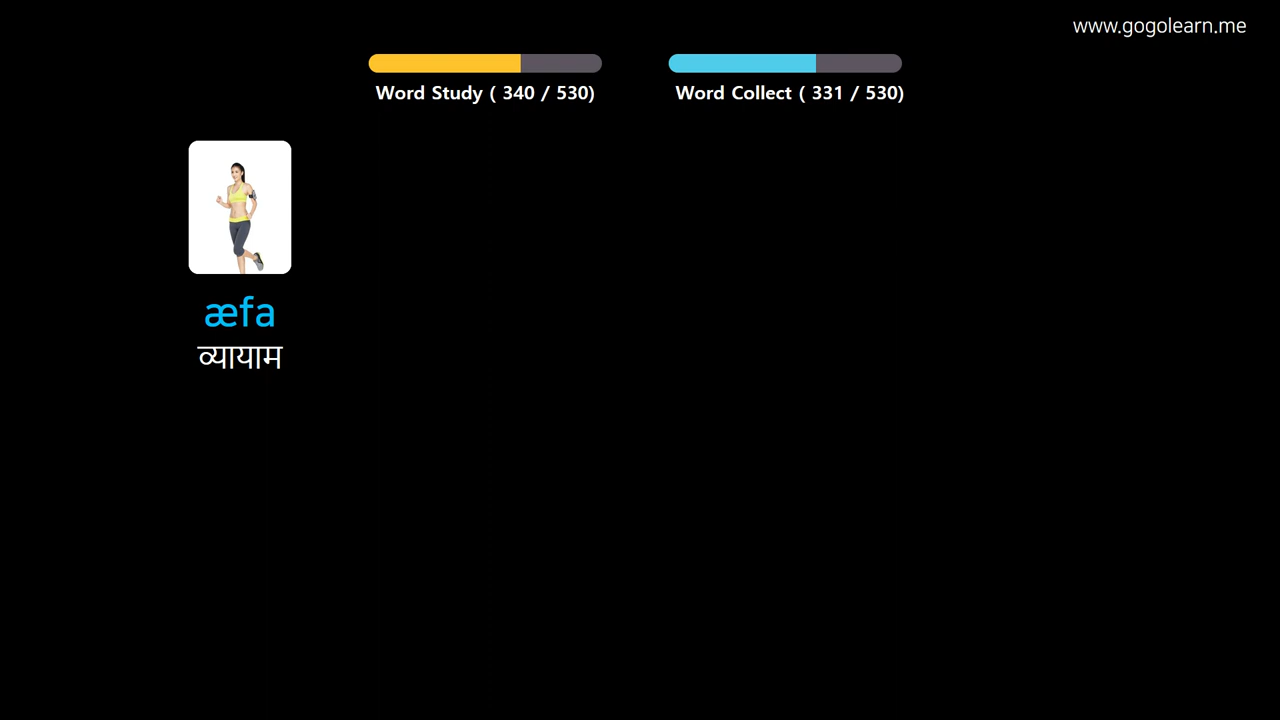 www.gogolearn.me
Word Study ( 340 / 530)
Word Collect ( 331 / 530)
æfa
व्यायाम